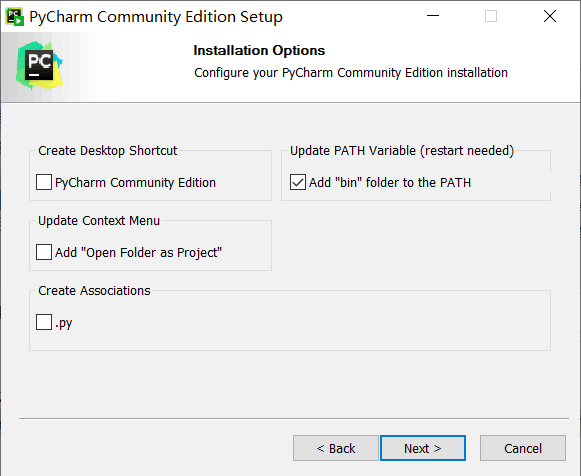 PyCharm Community Edition Setup
PC
Installation Options
Configure your PyCharm Community Edition installation
Create Desktop Shortcut
PyCharm Community Edition
Update PATH Variable (restart needed)
Add "bin" folder to the PATH
Update Context Menu
Add "Open Folder as Project"
Create Associations
.py
< Back
Next >
Cancel